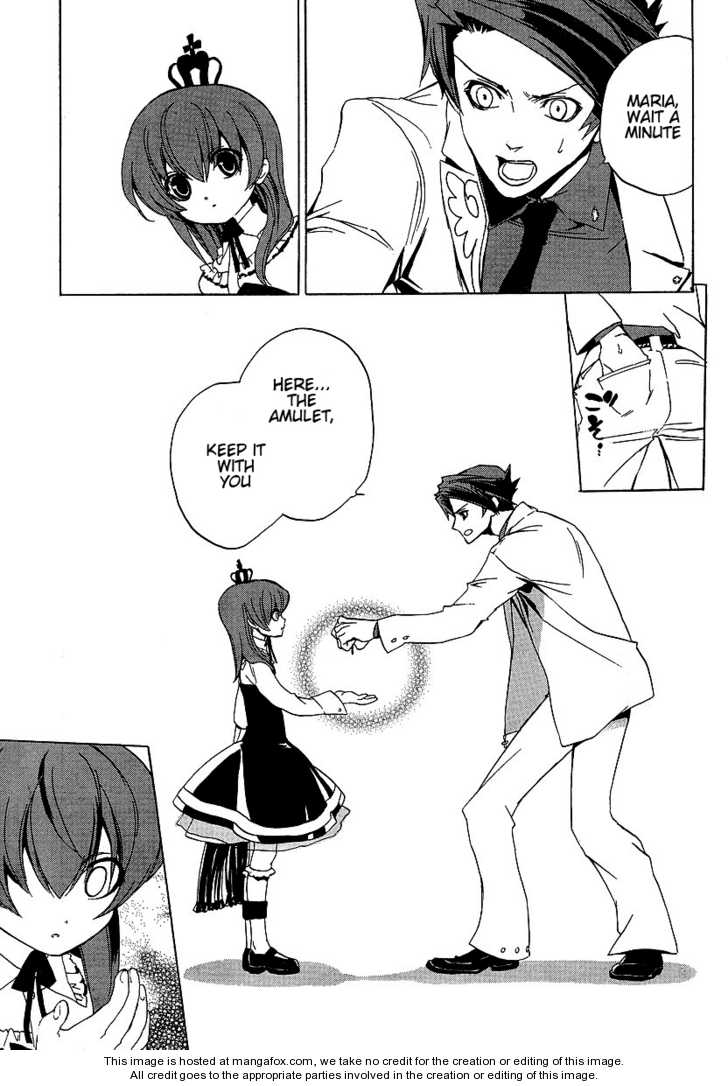 MARIA,
WAIT A
MINUTE
ごそ…
HERE...
THE
AMULET,
KEEP IT
WITH
YOU
This image is hosted at mangafox.com, we take no credit for the creation or editing of this image.
All credit goes to the appropriate parties involved in the creation or editing of this image.